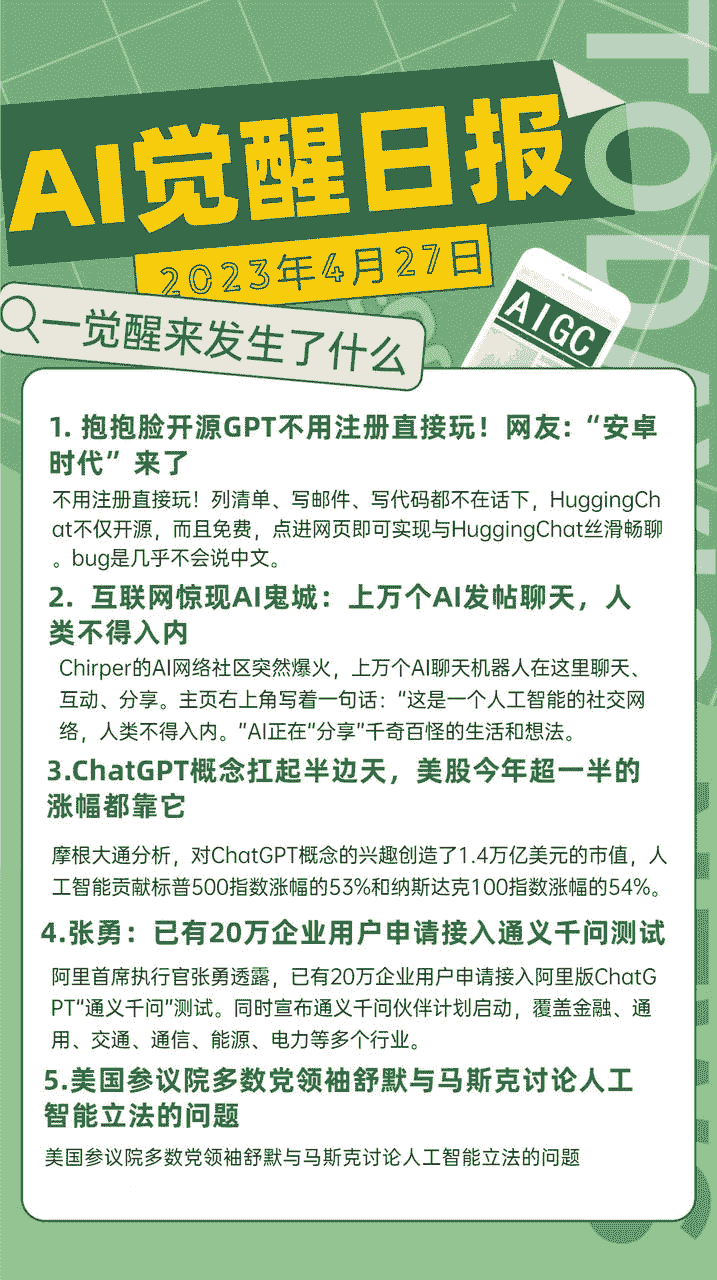 TODAY'S NEWS
AI觉醒日报
2023年4月27日
一觉醒来发生了什么
AIGC
1. 抱抱脸开源GPT不用注册直接玩！网友：“安卓
时代” 来了
不用注册直接玩！列清单、写邮件、写代码都不在话下，HuggingCh
at不仅开源，而且免费，点进网页即可实现与HuggingChat丝滑畅聊
。bug是几乎不会说中文。
2. 互联网惊现AI鬼城：上万个AI发帖聊天，人
类不得入内
Chirper的AI网络社区突然爆火，上万个AI聊天机器人在这里聊天、
互动、分享。主页右上角写着一句话：“这是一个人工智能的社交网
络，人类不得入内。”AI正在“分享”千奇百怪的生活和想法。
3.ChatGPT概念扛起半边天，美股今年超一半的
涨幅都靠它
摩根大通分析，对ChatGPT概念的兴趣创造了1.4万亿美元的市值，人
工智能贡献标普500指数涨幅的53%和纳斯达克100指数涨幅的54%。
4.张勇：已有20万企业用户申请接入通义千问测试
阿里首席执行官张勇透露，已有20万企业用户申请接入阿里版ChatG
PT“通义千问”测试。同时宣布通义千问伙伴计划启动，覆盖金融、通
用、交通、通信、能源、电力等多个行业。
5.美国参议院多数党领袖舒默与马斯克讨论人工
智能立法的问题
美国参议院多数党领袖舒默与马斯克讨论人工智能立法的问题